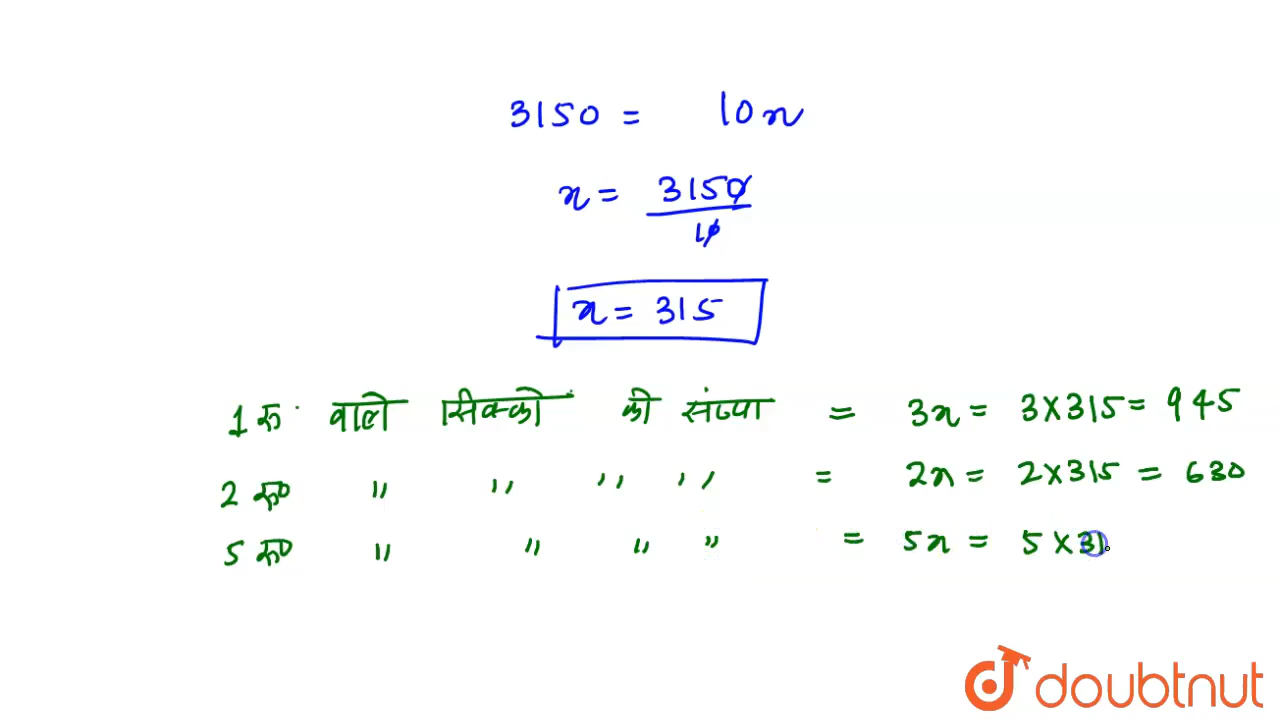 3150 = 10x
x = 3150 / 10
x = 315
1 रु॰ वाले सिक्को की संख्या = 3x = 3×315 = 945
2 रु॰ " " " " = 2x = 2×315 = 630
5 रु॰ " " " " = 5x = 5×31
doubtnut